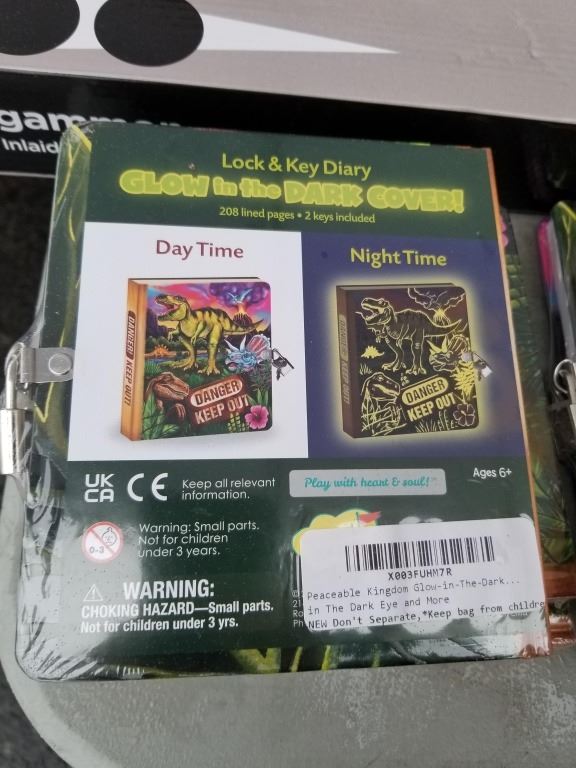 gammon
Inlaid
Lock & Key Diary
GLOW in the DARK COVER!
208 lined pages • 2 keys included
Day Time
Night Time
DANGER! KEEP OUT!
DANGER
KEEP OUT
DANGER
KEEP OUT
UK
CA
CE
Keep all relevant
information.
Play with heart & soul!
Ages 6+
0-3
Warning: Small parts.
Not for children
under 3 years.
WARNING:
CHOKING HAZARD—Small parts.
Not for children under 3 yrs.
X003FUHM7R
Peaceable Kingdom Glow-in-The-Dark...
in The Dark Eye and More
NEW Don't Separate,*Keep bag from childre
©
21
Ro
Ph